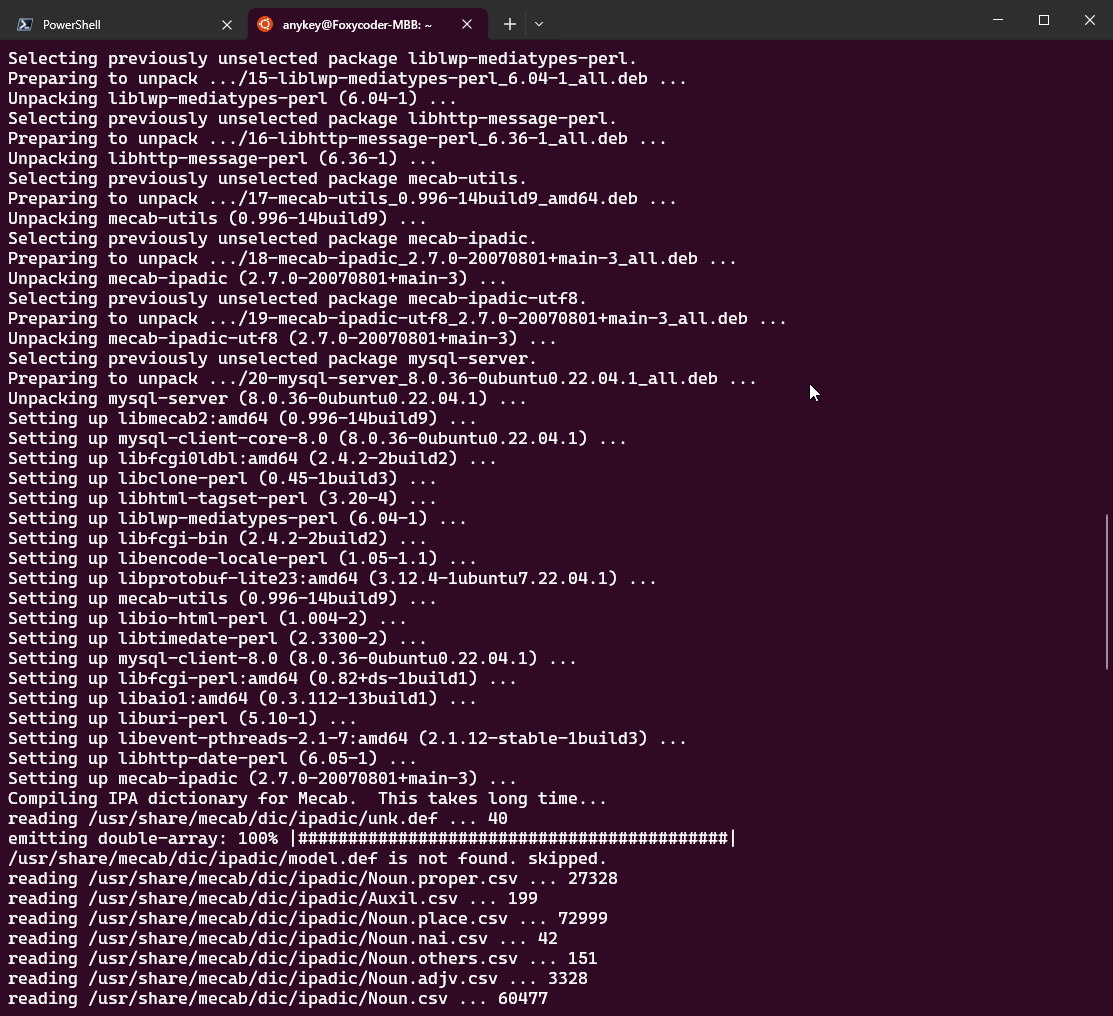 PowerShell
anykey@Foxycoder-MBB: ~
Selecting previously unselected package liblwp-mediatypes-perl.
Preparing to unpack .../15-liblwp-mediatypes-perl_6.04-1_all.deb ...
Unpacking liblwp-mediatypes-perl (6.04-1) ...
Selecting previously unselected package libhttp-message-perl.
Preparing to unpack .../16-libhttp-message-perl_6.36-1_all.deb ...
Unpacking libhttp-message-perl (6.36-1) ...
Selecting previously unselected package mecab-utils.
Preparing to unpack .../17-mecab-utils_0.996-14build9_amd64.deb ...
Unpacking mecab-utils (0.996-14build9) ...
Selecting previously unselected package mecab-ipadic.
Preparing to unpack .../18-mecab-ipadic_2.7.0-20070801+main-3_all.deb ...
Unpacking mecab-ipadic (2.7.0-20070801+main-3) ...
Selecting previously unselected package mecab-ipadic-utf8.
Preparing to unpack .../19-mecab-ipadic-utf8_2.7.0-20070801+main-3_all.deb ...
Unpacking mecab-ipadic-utf8 (2.7.0-20070801+main-3) ...
Selecting previously unselected package mysql-server.
Preparing to unpack .../20-mysql-server_8.0.36-0ubuntu0.22.04.1_all.deb ...
Unpacking mysql-server (8.0.36-0ubuntu0.22.04.1) ...
Setting up libmecab2:amd64 (0.996-14build9) ...
Setting up mysql-client-core-8.0 (8.0.36-0ubuntu0.22.04.1) ...
Setting up libfcgi0ldbl:amd64 (2.4.2-2build2) ...
Setting up libclone-perl (0.45-1build3) ...
Setting up libhtml-tagset-perl (3.20-4) ...
Setting up liblwp-mediatypes-perl (6.04-1) ...
Setting up libfcgi-bin (2.4.2-2build2) ...
Setting up libencode-locale-perl (1.05-1.1) ...
Setting up libprotobuf-lite23:amd64 (3.12.4-1ubuntu7.22.04.1) ...
Setting up mecab-utils (0.996-14build9) ...
Setting up libio-html-perl (1.004-2) ...
Setting up libtimedate-perl (2.3300-2) ...
Setting up mysql-client-8.0 (8.0.36-0ubuntu0.22.04.1) ...
Setting up libfcgi-perl:amd64 (0.82+ds-1build1) ...
Setting up libaio1:amd64 (0.3.112-13build1) ...
Setting up liburi-perl (5.10-1) ...
Setting up libevent-pthreads-2.1-7:amd64 (2.1.12-stable-1build3) ...
Setting up libhttp-date-perl (6.05-1) ...
Setting up mecab-ipadic (2.7.0-20070801+main-3) ...
Compiling IPA dictionary for Mecab.  This takes long time...
reading /usr/share/mecab/dic/ipadic/unk.def ... 40
emitting double-array: 100% |###########################################|
/usr/share/mecab/dic/ipadic/model.def is not found. skipped.
reading /usr/share/mecab/dic/ipadic/Noun.proper.csv ... 27328
reading /usr/share/mecab/dic/ipadic/Auxil.csv ... 199
reading /usr/share/mecab/dic/ipadic/Noun.place.csv ... 72999
reading /usr/share/mecab/dic/ipadic/Noun.nai.csv ... 42
reading /usr/share/mecab/dic/ipadic/Noun.others.csv ... 151
reading /usr/share/mecab/dic/ipadic/Noun.adjv.csv ... 3328
reading /usr/share/mecab/dic/ipadic/Noun.csv ... 60477